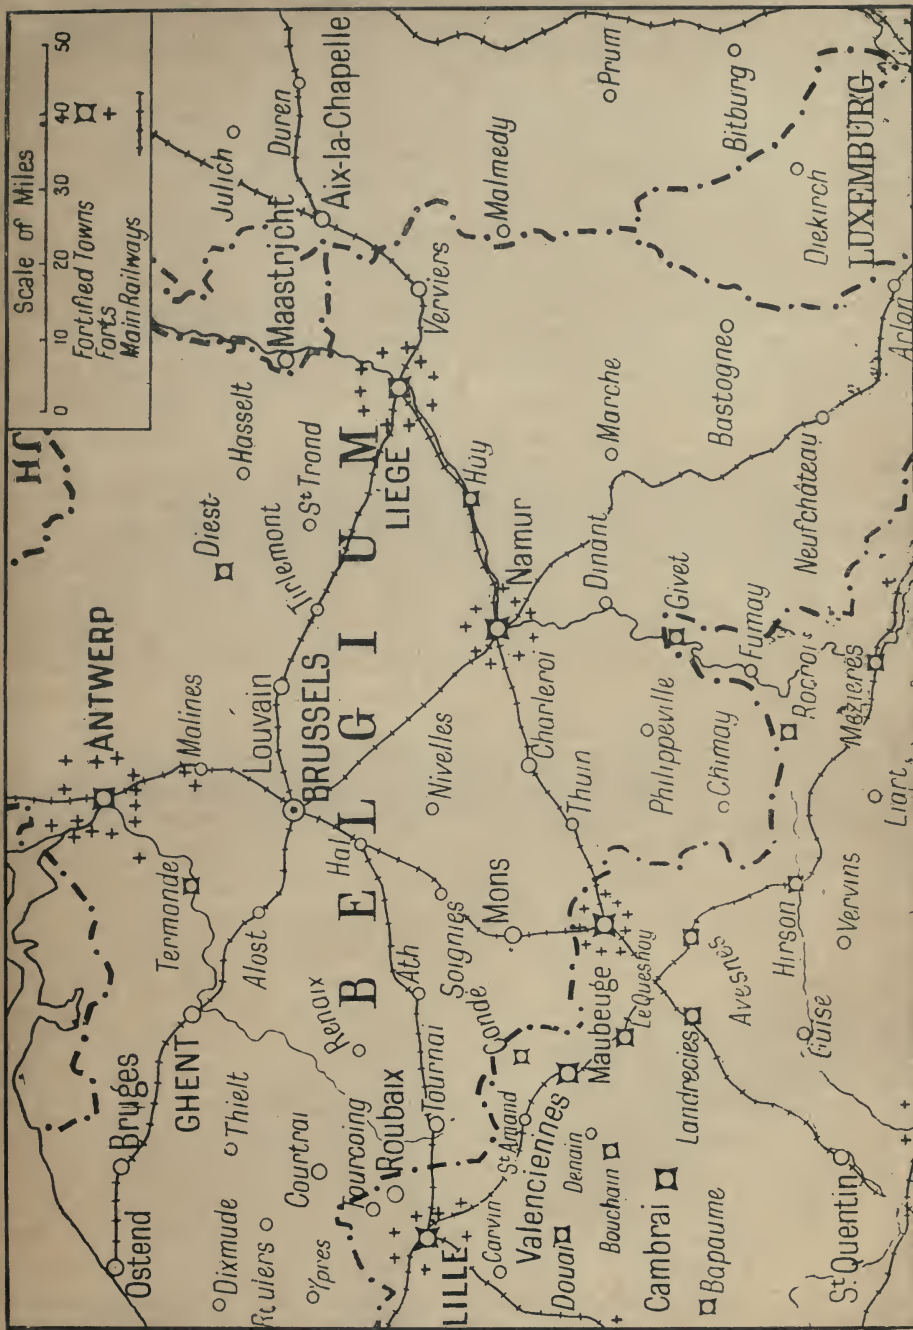 Scale of Miles
0 10 20 30 40 50
Fortified Towns
Forts
Main Railways
Ostend
Bruges
GHENT
Thielt
Dixmude
Courtrai
Ypres
Tourcoing
Roubaix
LILLE
Tournai
Renaix
Ath
Alost
Termonde
ANTWERP
Malines
Louvain
BRUSSELS
Hal
Soignies
Mons
Nivelles
BELGIUM
Diest
Hasselt
Tirlemont
St Trond
Maastricht
LIÉGE
Verviers
Julich
Duren
Aix-la-Chapelle
Malmedy
Prum
Bitburg
Diekirch
LUXEMBURG
Arlon
Bastogne
Marche
Neufchâteau
Huy
Namur
Dinant
Givet
Fumay
Rocroi
Mezieres
Charleroi
Thuin
Philippeville
Chimay
Liart
Hirson
Vervins
Guise
Avesnes
Landrecies
Maubeuge
Le Quesnoy
Condé
St Amand
Valenciennes
Denain
Bouchain
Carvin
Douai
Cambrai
Bapaume
St Quentin